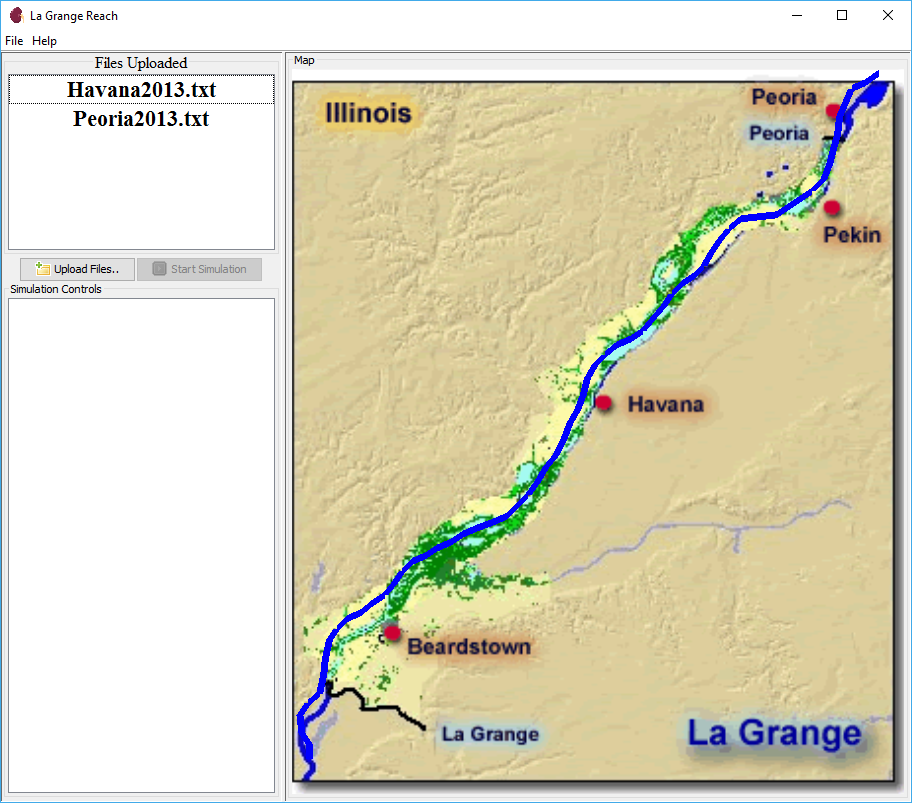 La Grange Reach
File Help
Files Uploaded
Havana2013.txt
Peoria2013.txt
Upload Files..
Start Simulation
Simulation Controls
Map
Illinois
Peoria
Peoria
Pekin
Havana
Beardstown
La Grange
La Grange